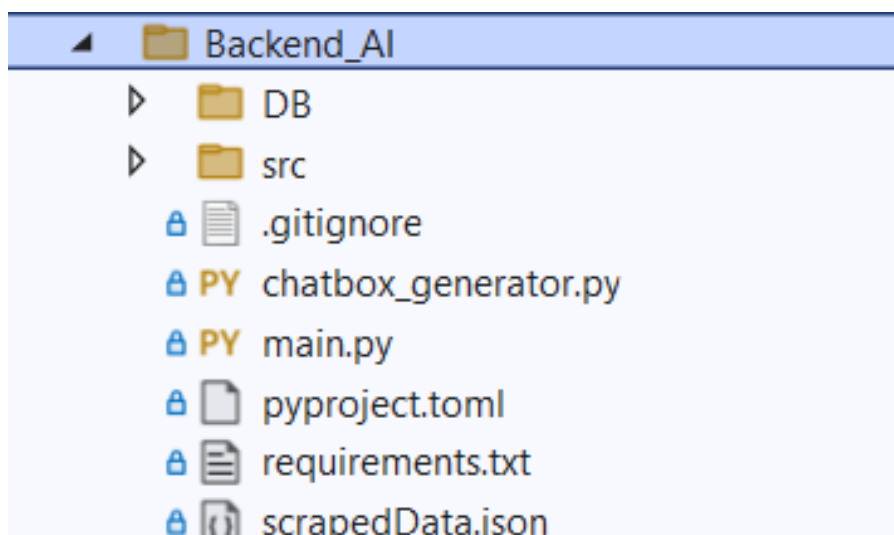 Backend_AI
DB
src
.gitignore
PY chatbox_generator.py
PY main.py
pyproject.toml
requirements.txt
scrapedData.json